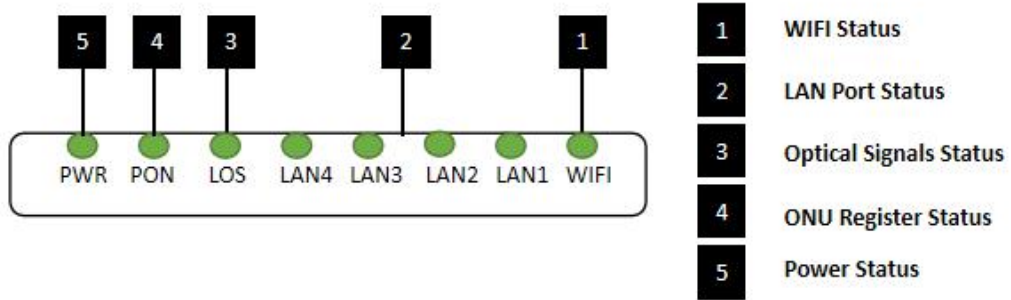 5 4 3 2 1
PWR PON LOS LAN4 LAN3 LAN2 LAN1 WIFI
1 WIFI Status
2 LAN Port Status
3 Optical Signals Status
4 ONU Register Status
5 Power Status